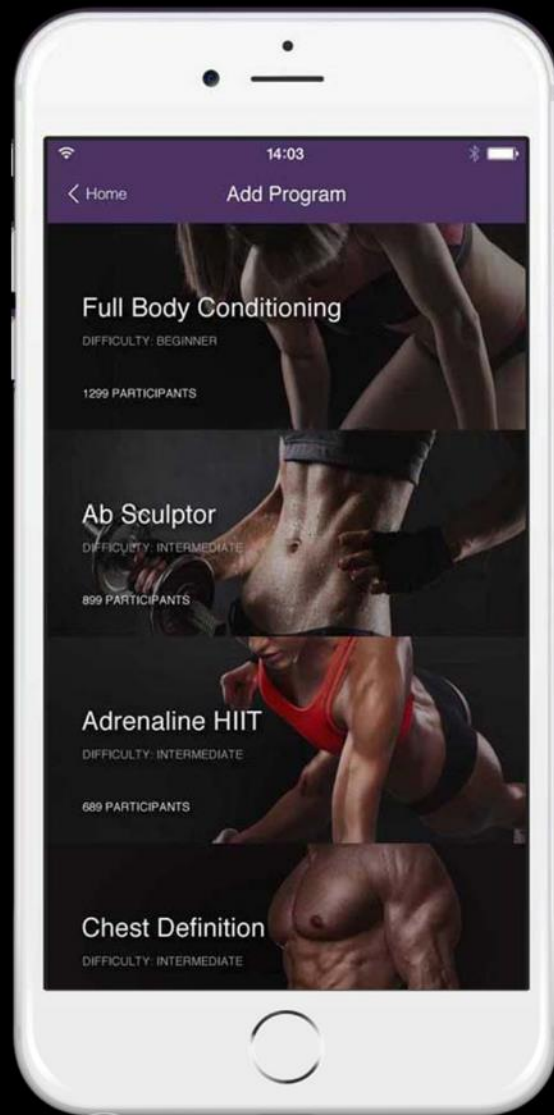 14:03
Home
Add Program
Full Body Conditioning
DIFFICULTY: BEGINNER
1299 PARTICIPANTS
Ab Sculptor
DIFFICULTY: INTERMEDIATE
899 PARTICIPANTS
Adrenaline HIIT
DIFFICULTY: INTERMEDIATE
689 PARTICIPANTS
Chest Definition
DIFFICULTY: INTERMEDIATE